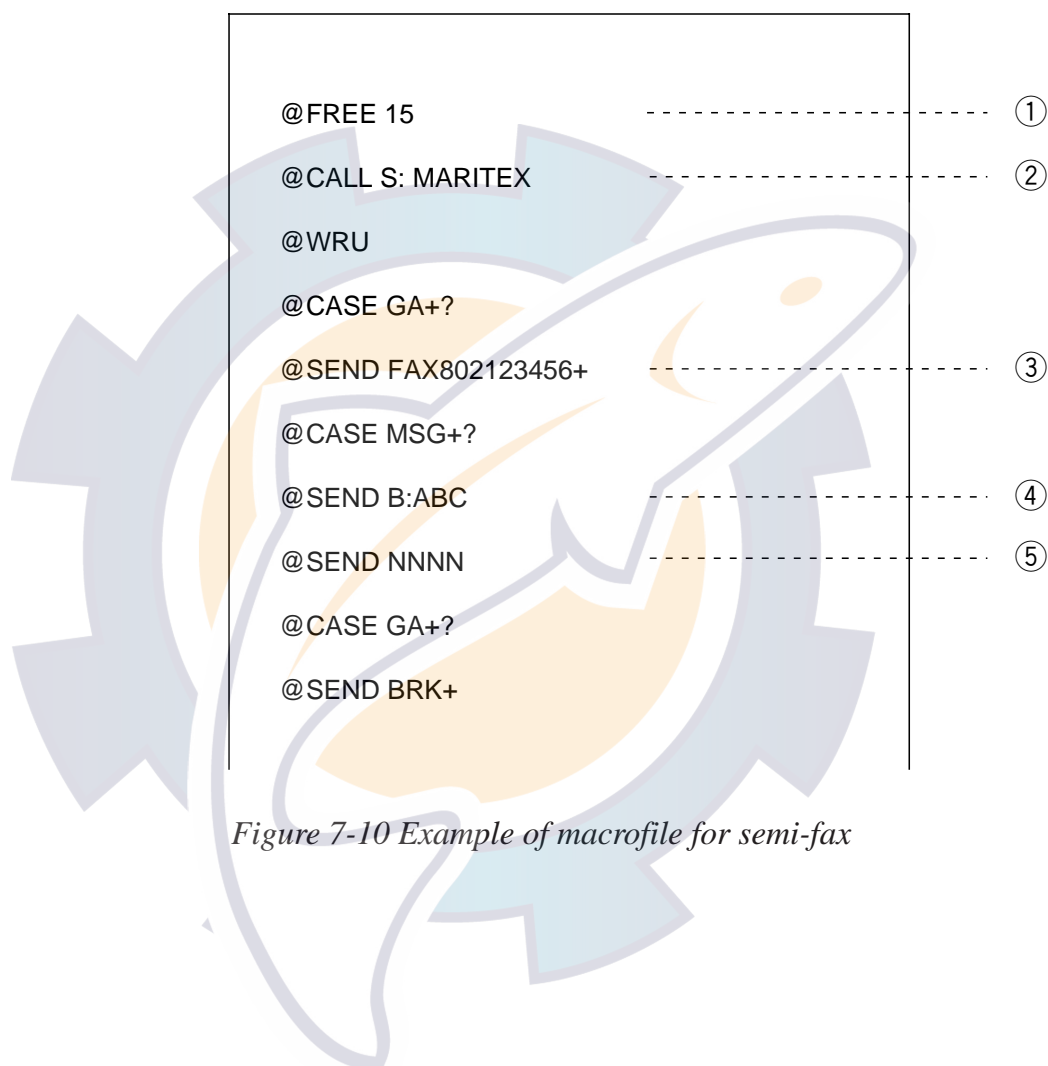 @FREE 15 ①
@CALL S: MARITEX ②
@WRU
@CASE GA+?
@SEND FAX802123456+ ③
@CASE MSG+?
@SEND B:ABC ④
@SEND NNNN ⑤
@CASE GA+?
@SEND BRK+
Figure 7-10 Example of macrofile for semi-fax